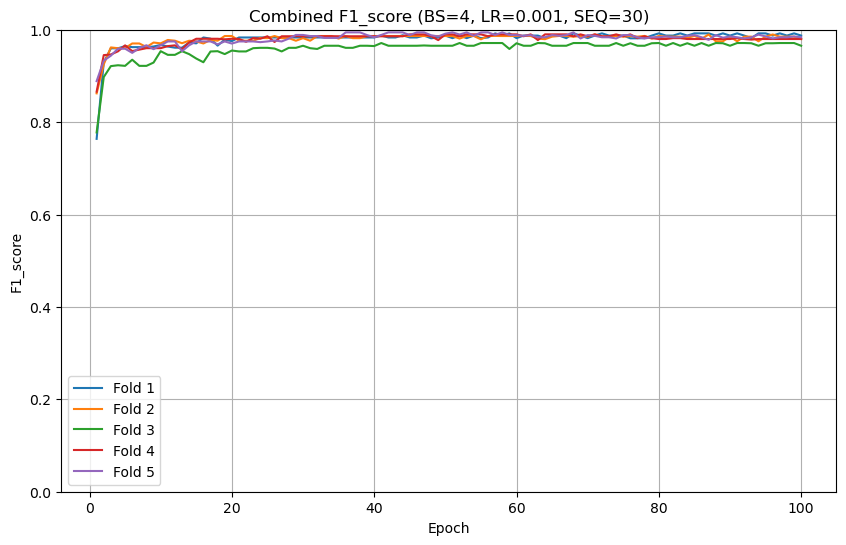 Combined F1_score (BS=4, LR=0.001, SEQ=30)
1.0
0.8
0.6
0.4
0.2
0.0
F1_score
Fold 1
Fold 2
Fold 3
Fold 4
Fold 5
0 20 40 60 80 100
Epoch